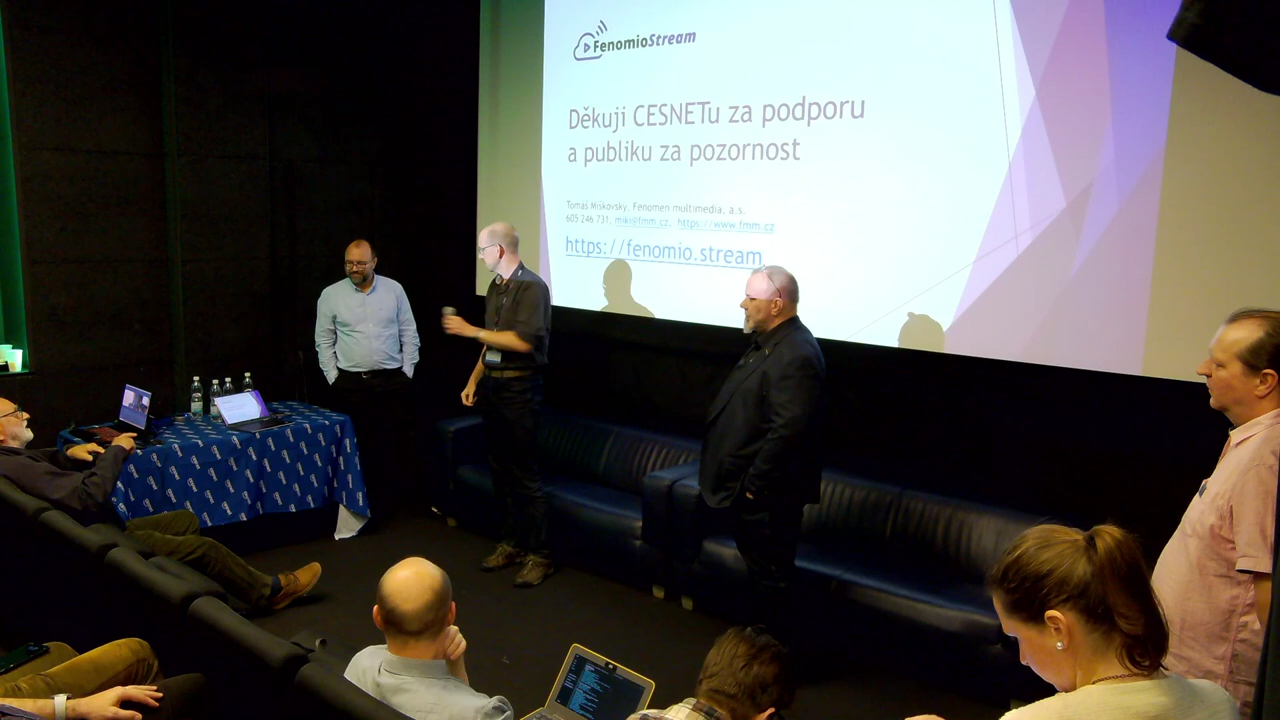 FenomioStream
Děkuji CESNETu za podporu
a publiku za pozornost
Tomáš Miškovský, Fenomen multimedia, a.s.
605 246 731, miki@fmm.cz, https://www.fmm.cz
https://fenomio.stream